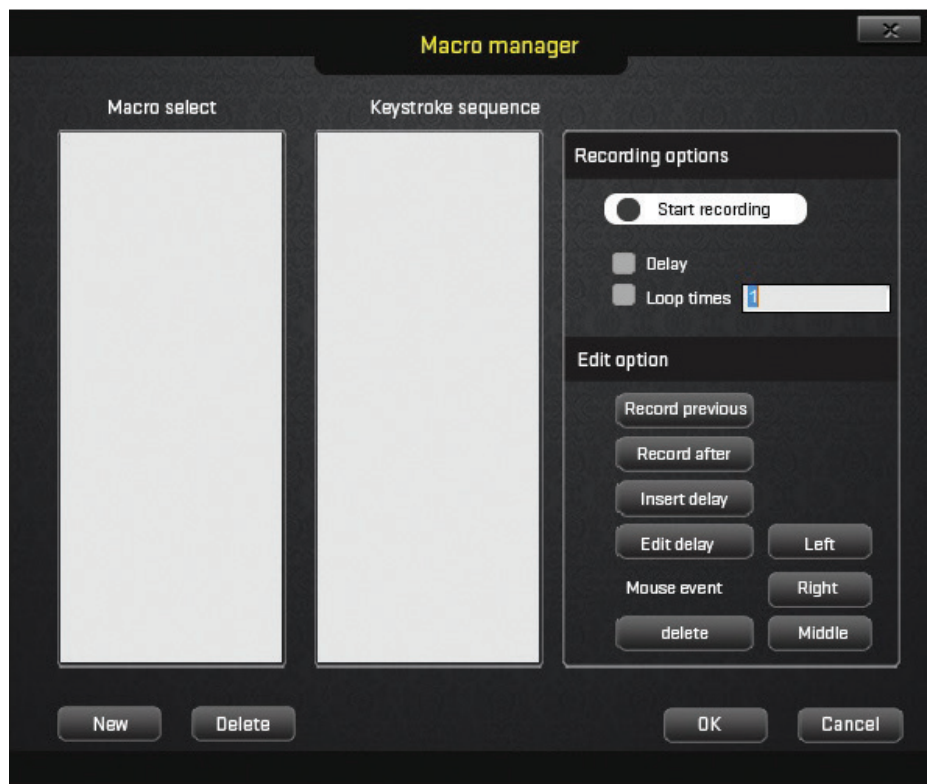 Macro manager
Macro select
Keystroke sequence
Recording options
Start recording
Delay
Loop times 1
Edit option
Record previous
Record after
Insert delay
Edit delay Left
Mouse event Right
delete Middle
New Delete OK Cancel